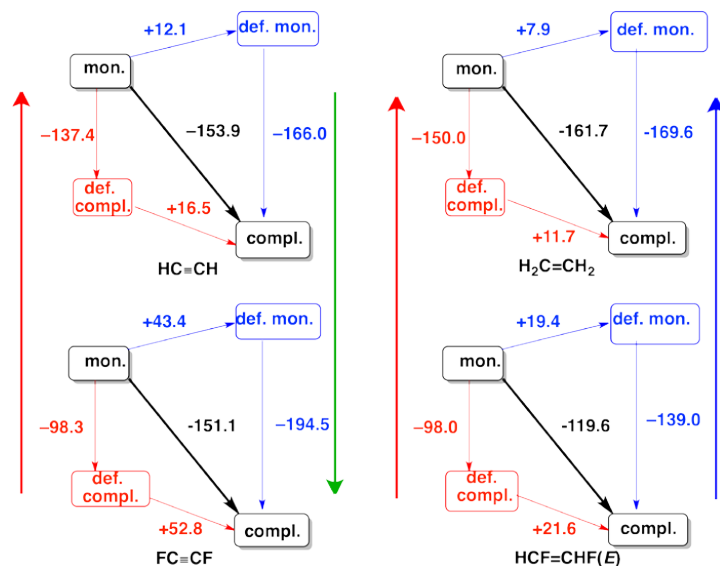 +12.1
def. mon.
mon.
−137.4
−153.9
−166.0
def.
compl.
+16.5
compl.
HC≡CH
+7.9
def. mon.
mon.
−150.0
−161.7
-169.6
def.
compl.
+11.7
compl.
H₂C=CH₂
+43.4
def. mon.
mon.
−98.3
-151.1
−194.5
def.
compl.
+52.8
compl.
FC≡CF
+19.4
def. mon.
mon.
−98.0
-119.6
−139.0
def.
compl.
+21.6
compl.
HCF=CHF(E)